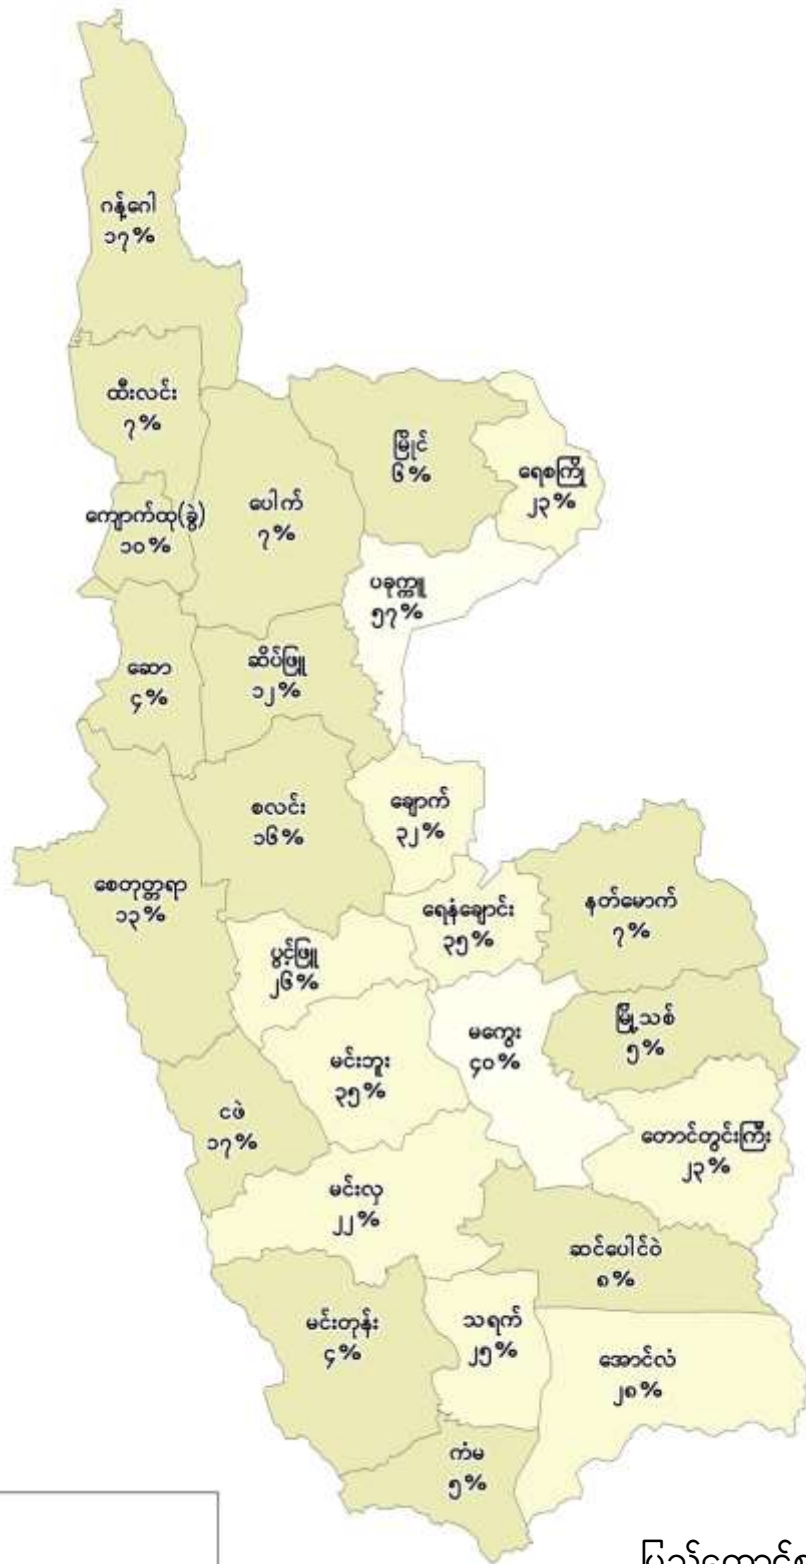 ဂန့်ဂေါ
၁၇%
ထီးလင်း
၇%
မြိုင်
၆%
ရေစကြို
၂၃%
ကျောက်ထု(ခွဲ)
၁၀%
ပေါက်
၇%
ပခုက္ကူ
၅၇%
ဆော
၄%
ဆိပ်ဖြူ
၁၂%
စလင်း
၁၆%
ချောက်
၃၂%
စေတုတ္တရာ
၁၃%
ရေနံချောင်း
၃၅%
နတ်မောက်
၇%
ပွင့်ဖြူ
၂၆%
မြို့သစ်
၅%
မကွေး
၄၀%
မင်းဘူး
၃၅%
ငဖဲ
၁၇%
တောင်တွင်းကြီး
၂၃%
မင်းလှ
၂၂%
ဆင်ပေါင်ဝဲ
၈%
မင်းတုန်း
၄%
သရက်
၂၅%
အောင်လံ
၂၈%
ကံမ
၅%